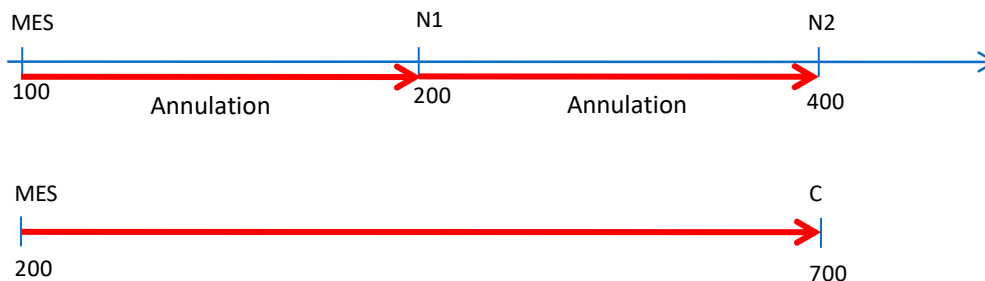 MES N1 N2
100 200 400
Annulation Annulation
MES C
200 700